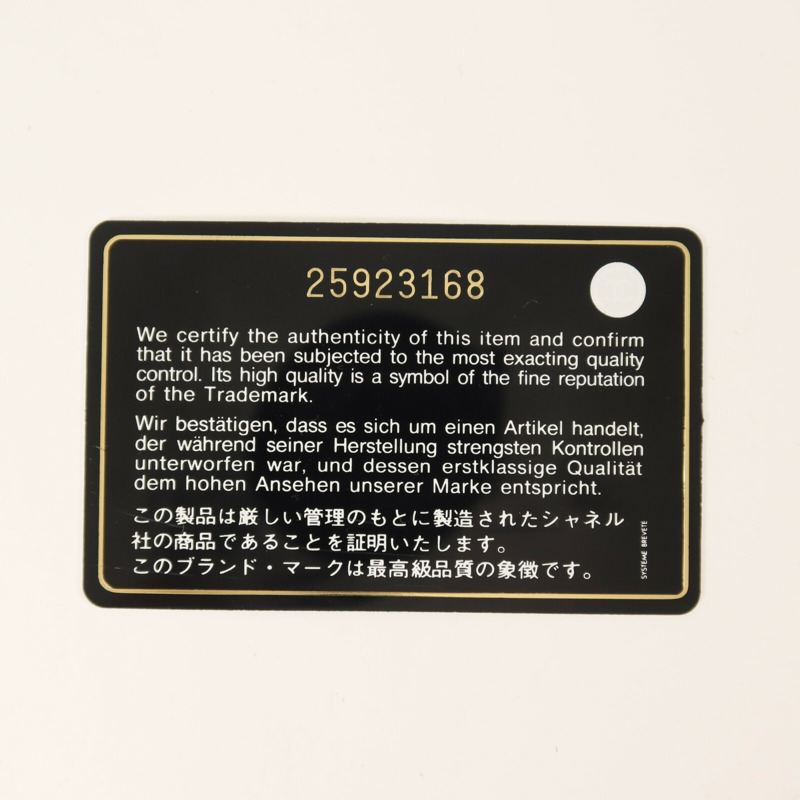 25923168
We certify the authenticity of this item and confirm
that it has been subjected to the most exacting quality
control. Its high quality is a symbol of the fine reputation
of the Trademark.
Wir bestätigen, dass es sich um einen Artikel handelt,
der während seiner Herstellung strengsten Kontrollen
unterworfen war, und dessen erstklassige Qualität
dem hohen Ansehen unserer Marke entspricht.
この製品は厳しい管理のもとに製造されたシャネル
社の商品であることを証明いたします。
このブランド・マークは最高級品質の象徴です。
SYSTEME BREVETE